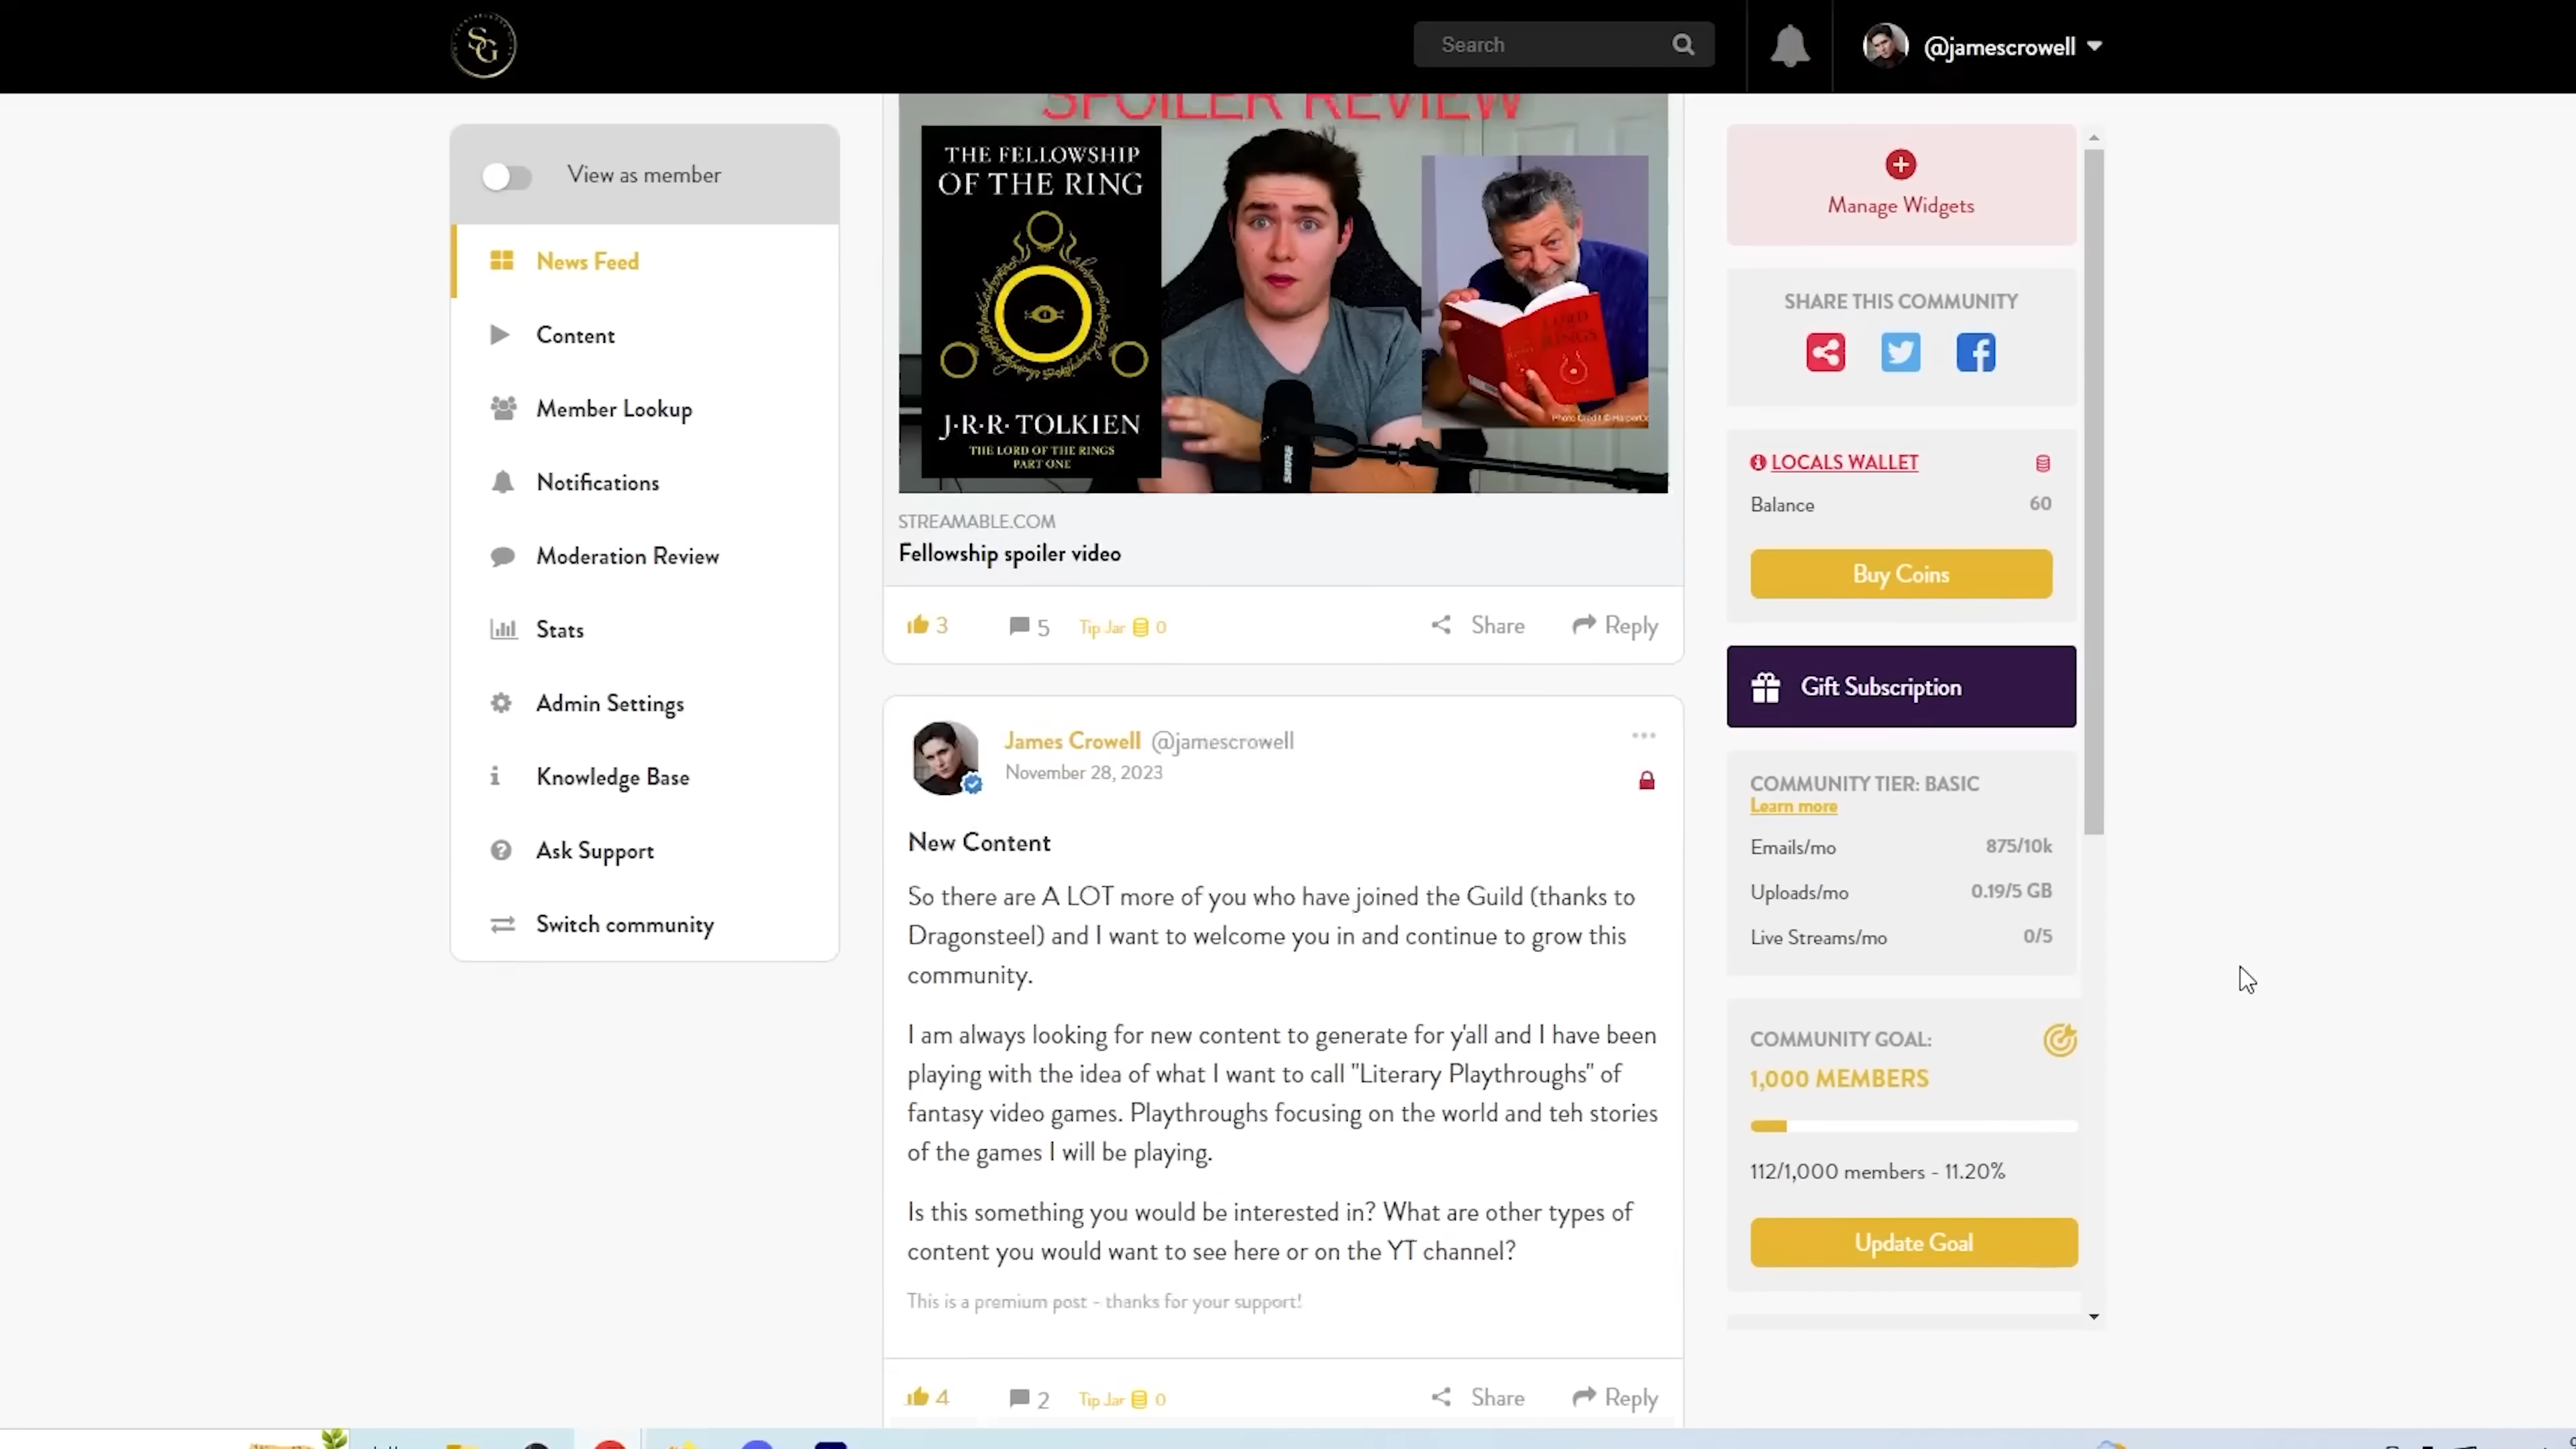 SG
Search
@jamescrowell
View as member
News Feed
Content
Member Lookup
Notifications
Moderation Review
Stats
Admin Settings
Knowledge Base
Ask Support
Switch community
SPOILER REVIEW
THE FELLOWSHIP
OF THE RING
J·R·R·TOLKIEN
THE LORD OF THE RINGS
PART ONE
SHURE
LORD
RINGS
STREAMABLE.COM
Fellowship spoiler video
3
5
Tip Jar 0
Share
Reply
James Crowell @jamescrowell
November 28, 2023
New Content
So there are A LOT more of you who have joined the Guild (thanks to
Dragonsteel) and I want to welcome you in and continue to grow this
community.
I am always looking for new content to generate for y'all and I have been
playing with the idea of what I want to call "Literary Playthroughs" of
fantasy video games. Playthroughs focusing on the world and teh stories
of the games I will be playing.
Is this something you would be interested in? What are other types of
content you would want to see here or on the YT channel?
This is a premium post - thanks for your support!
4
2
Tip Jar 0
Share
Reply
Manage Widgets
SHARE THIS COMMUNITY
LOCALS WALLET
Balance 60
Buy Coins
Gift Subscription
COMMUNITY TIER: BASIC
Learn more
Emails/mo 875/10k
Uploads/mo 0.19/5 GB
Live Streams/mo 0/5
COMMUNITY GOAL:
1,000 MEMBERS
112/1,000 members - 11.20%
Update Goal